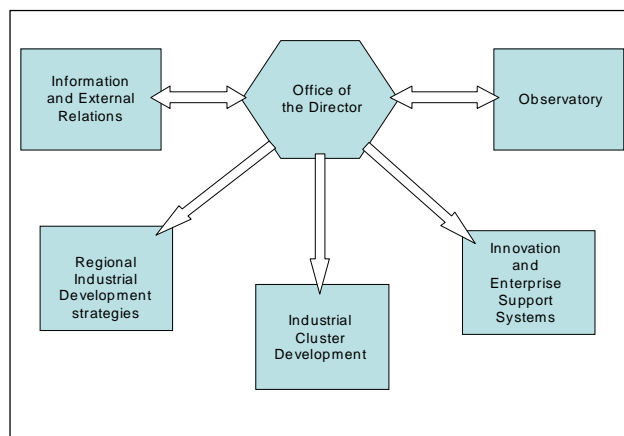 Information
and External
Relations
Office of
the Director
Observatory
Regional
Industrial
Development
strategies
Industrial
Cluster
Development
Innovation
and
Enterprise
Support
Systems